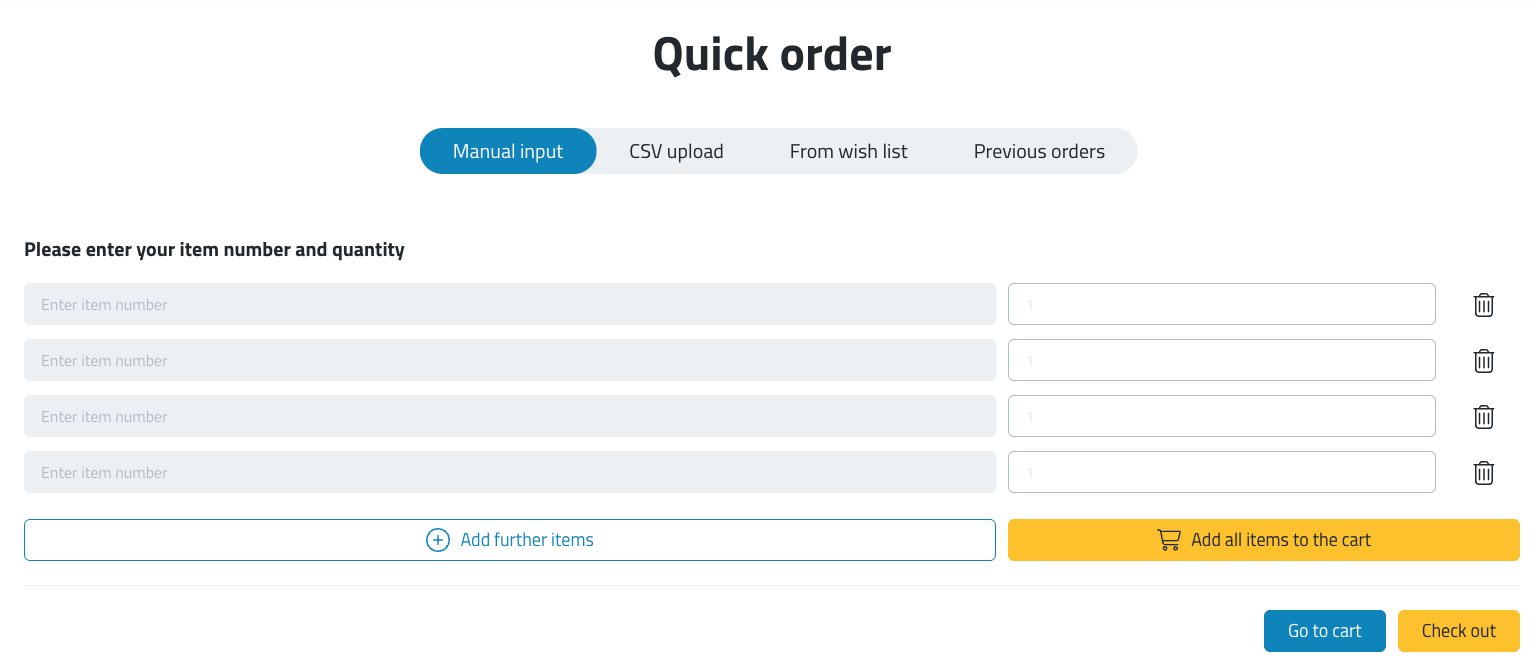 Quick order
Manual input CSV upload From wish list Previous orders
Please enter your item number and quantity
Enter item number 1
Enter item number 1
Enter item number 1
Enter item number 1
Add further items Add all items to the cart
Go to cart Check out